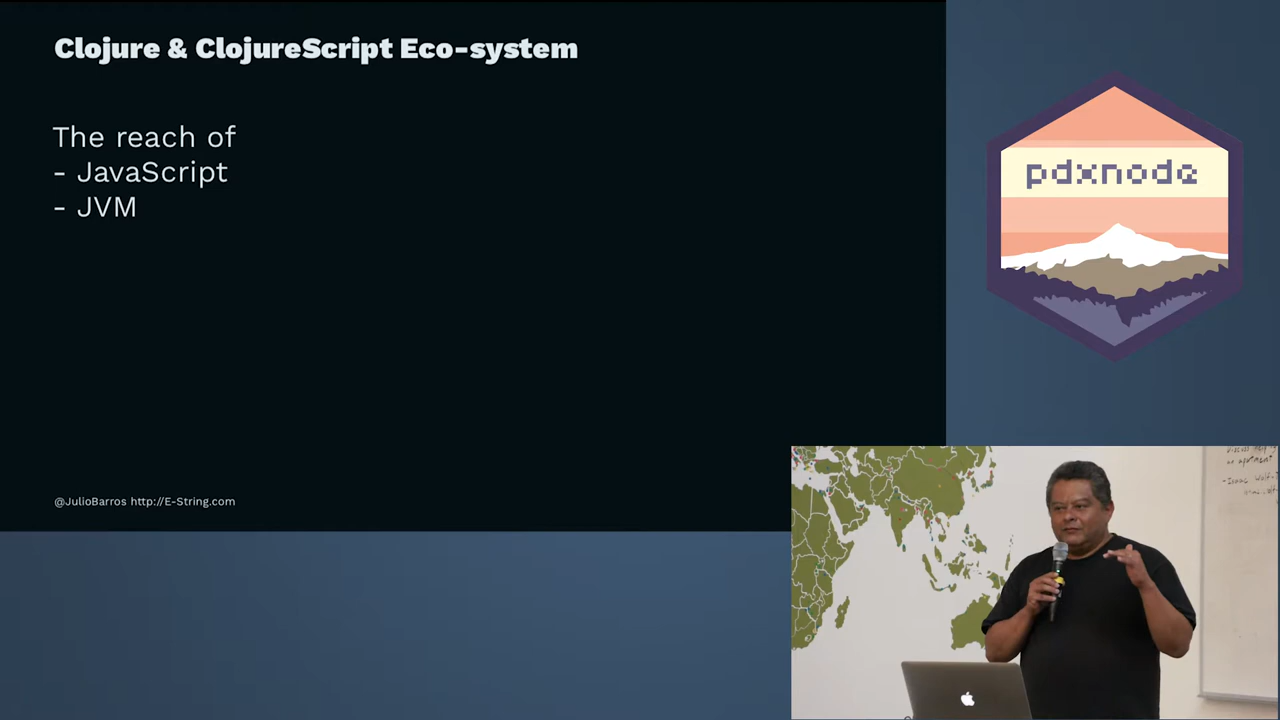 Clojure & ClojureScript Eco-system
The reach of
- JavaScript
- JVM
@JulioBarros http://E-String.com
pdxnode